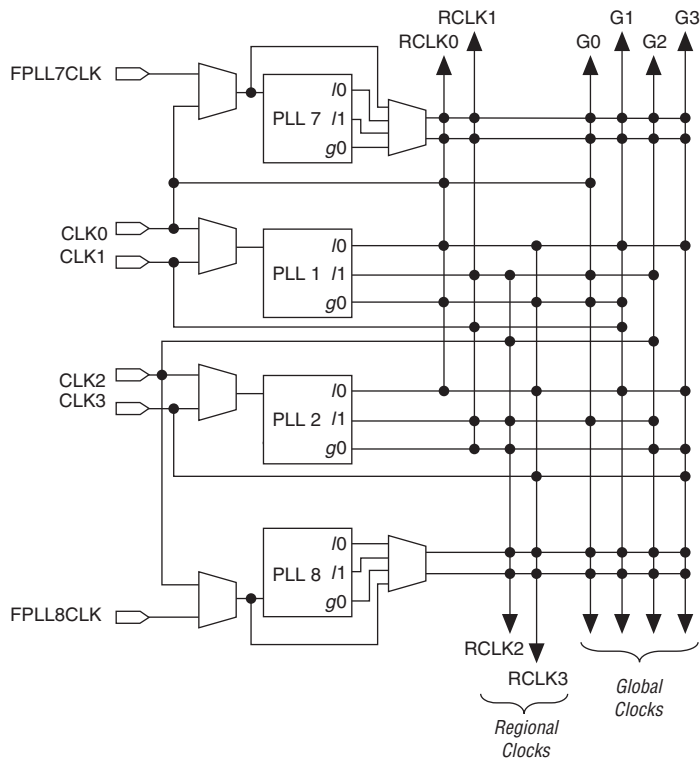 G1
G3
RCLK1
RCLK0
G0
G2
FPLL7CLK
l0
PLL 7 l1
g0
CLK0
CLK1
l0
PLL 1 l1
g0
CLK2
CLK3
l0
PLL 2 l1
g0
l0
PLL 8 l1
g0
FPLL8CLK
RCLK2
RCLK3
Regional
Clocks
Global
Clocks